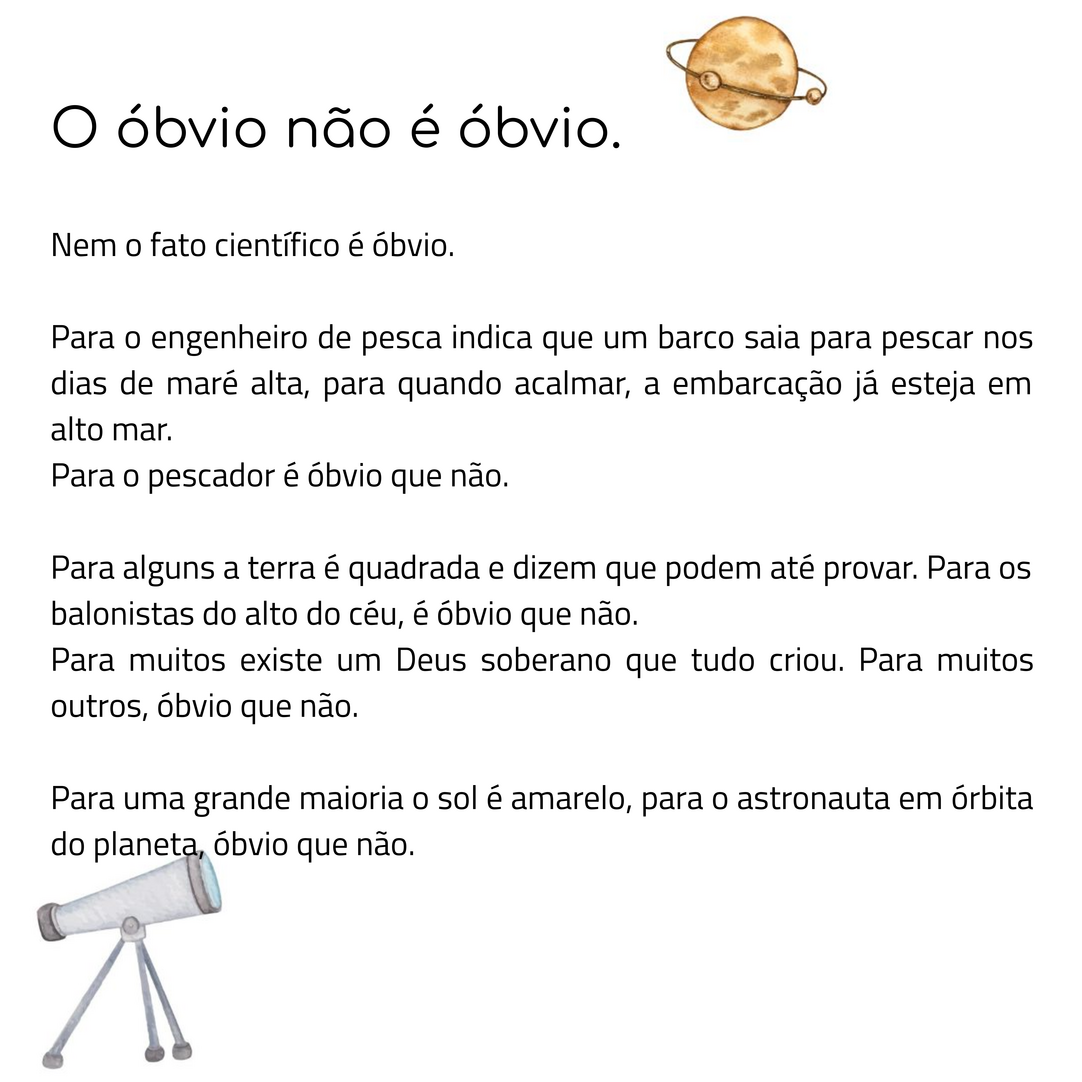 O óbvio não é óbvio.
Nem o fato científico é óbvio.
Para o engenheiro de pesca indica que um barco saia para pescar nos
dias de maré alta, para quando acalmar, a embarcação já esteja em
alto mar.
Para o pescador é óbvio que não.
Para alguns a terra é quadrada e dizem que podem até provar. Para os
balonistas do alto do céu, é óbvio que não.
Para muitos existe um Deus soberano que tudo criou. Para muitos
outros, óbvio que não.
Para uma grande maioria o sol é amarelo, para o astronauta em órbita
do planeta, óbvio que não.